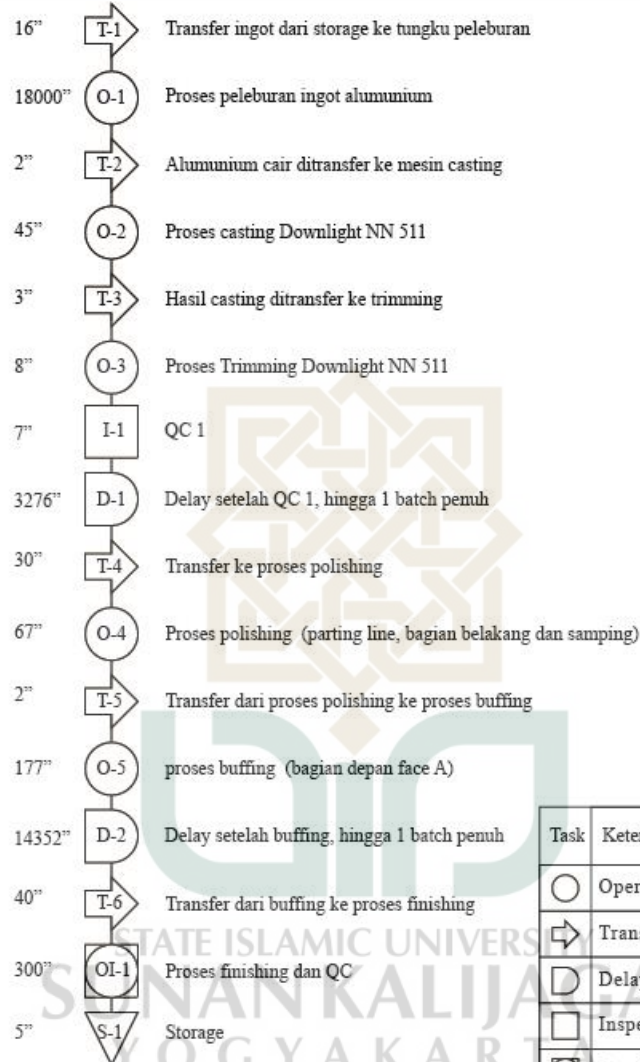 16” T-1 Transfer ingot dari storage ke tungku peleburan
18000” O-1 Proses peleburan ingot alumunium
2” T-2 Alumunium cair ditransfer ke mesin casting
45” O-2 Proses casting Downlight NN 511
3” T-3 Hasil casting ditransfer ke trimming
8” O-3 Proses Trimming Downlight NN 511
7” I-1 QC 1
3276” D-1 Delay setelah QC 1, hingga 1 batch penuh
30” T-4 Transfer ke proses polishing
67” O-4 Proses polishing (parting line, bagian belakang dan samping)
2” T-5 Transfer dari proses polishing ke proses buffing
177” O-5 proses buffing (bagian depan face A)
14352” D-2 Delay setelah buffing, hingga 1 batch penuh
40” T-6 Transfer dari buffing ke proses finishing
300” OI-1 Proses finishing dan QC
5” S-1 Storage
Task
STATE ISLAMIC UNIVERS
SUNAN KALIJAGA
YOGYAKARTA